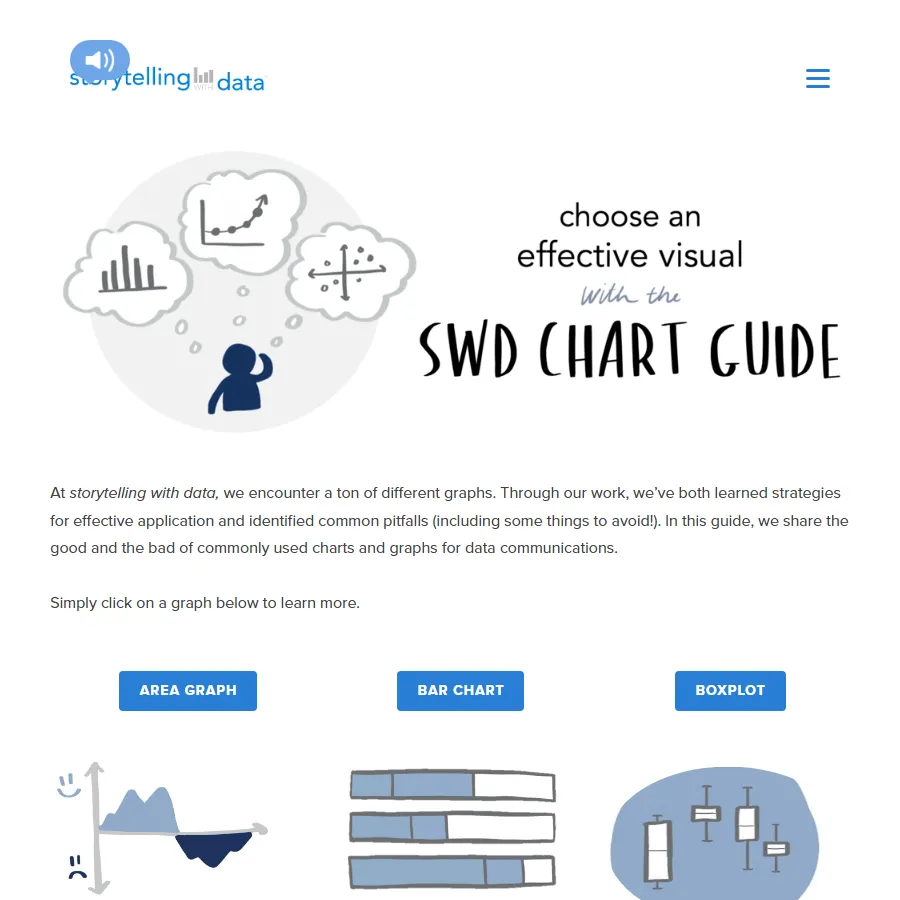 storytelling WITH data
choose an
effective visual
with the
SWD CHART GUIDE
At storytelling with data, we encounter a ton of different graphs. Through our work, we’ve both learned strategies
for effective application and identified common pitfalls (including some things to avoid!). In this guide, we share the
good and the bad of commonly used charts and graphs for data communications.
Simply click on a graph below to learn more.
AREA GRAPH
BAR CHART
BOXPLOT